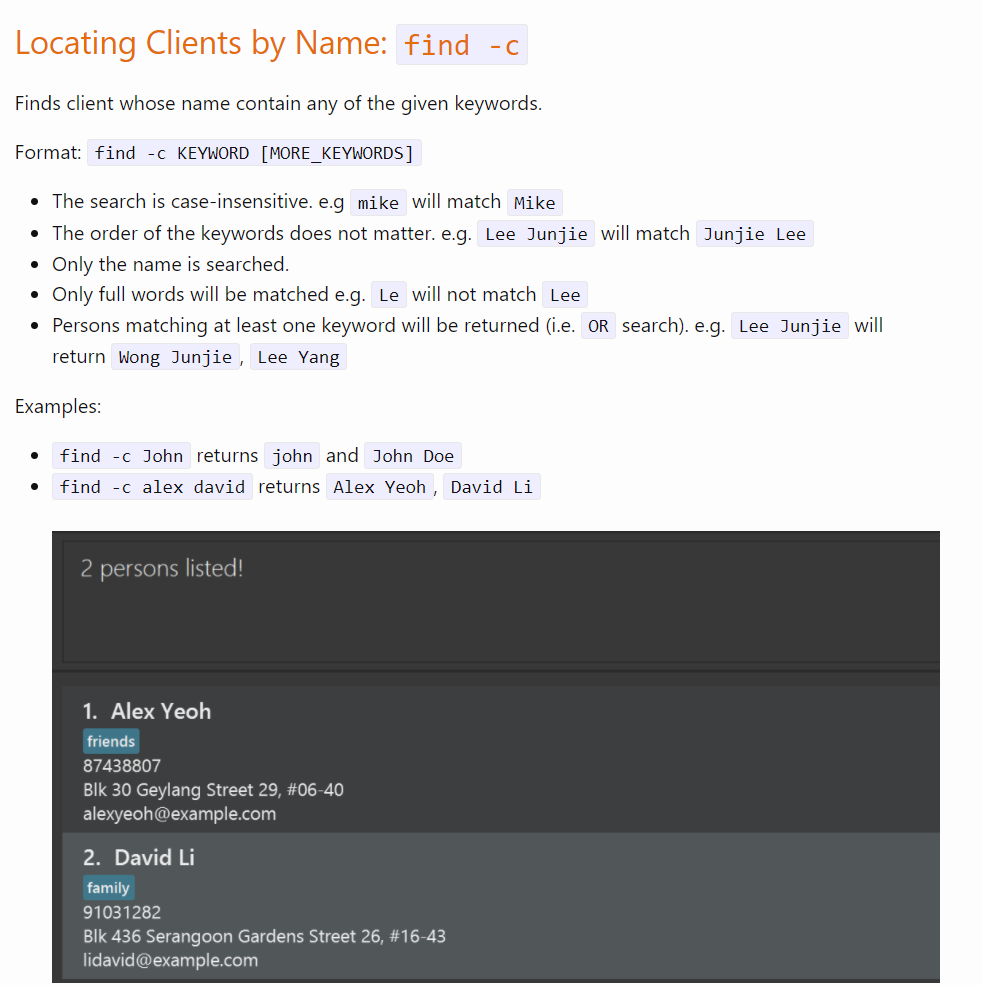 Locating Clients by Name: find -c
Finds client whose name contain any of the given keywords.
Format: find -c KEYWORD [MORE_KEYWORDS]
The search is case-insensitive. e.g mike will match Mike
The order of the keywords does not matter. e.g. Lee Junjie will match Junjie Lee
Only the name is searched.
Only full words will be matched e.g. Le will not match Lee
Persons matching at least one keyword will be returned (i.e. OR search). e.g. Lee Junjie will
return Wong Junjie, Lee Yang
Examples:
find -c John returns john and John Doe
find -c alex david returns Alex Yeoh, David Li
2 persons listed!
1. Alex Yeoh
friends
87438807
Blk 30 Geylang Street 29, #06-40
alexyeoh@example.com
2. David Li
family
91031282
Blk 436 Serangoon Gardens Street 26, #16-43
lidavid@example.com